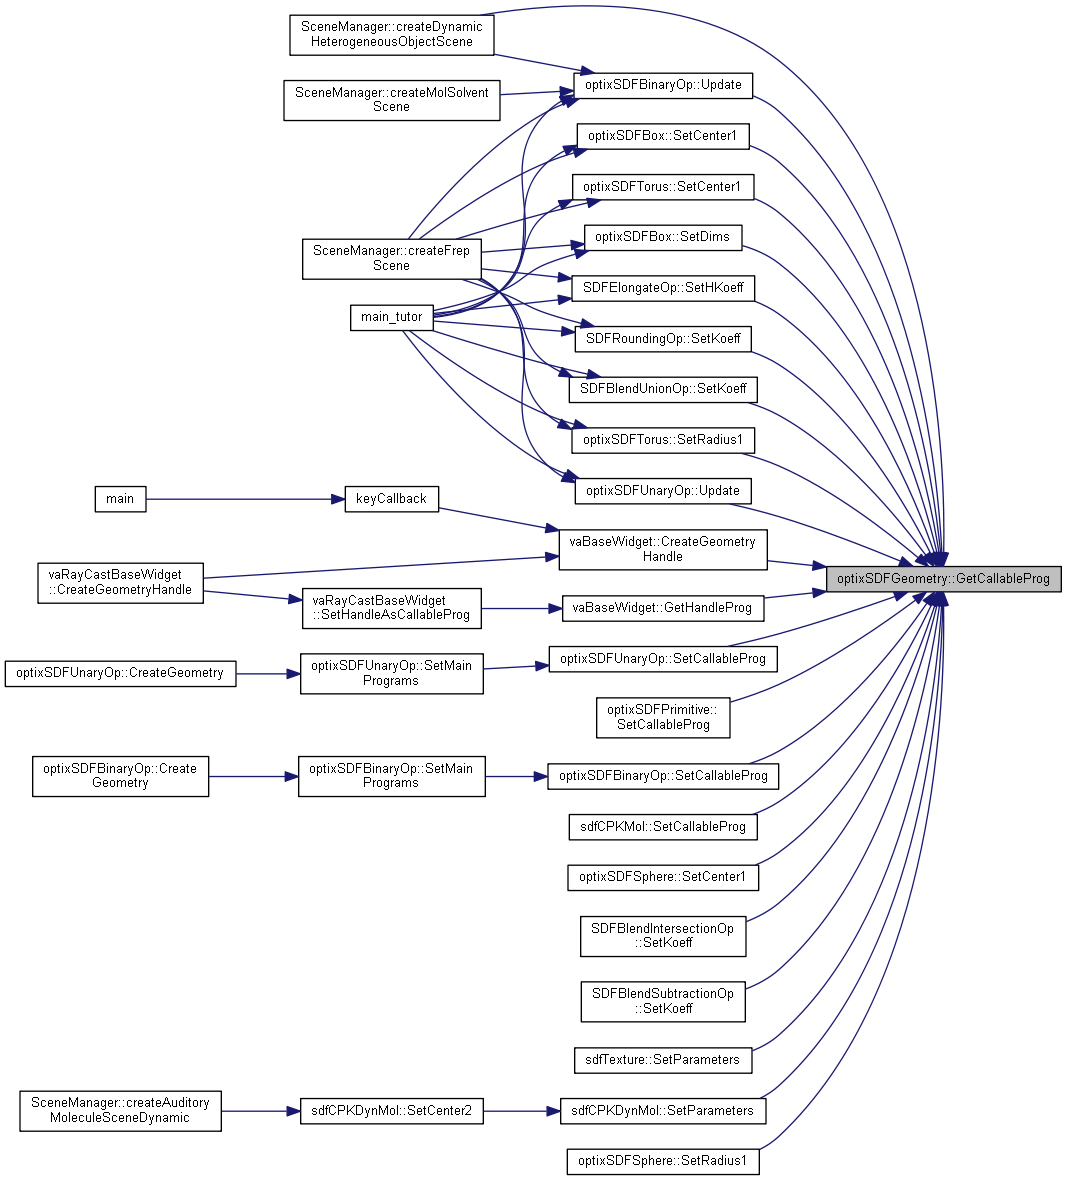 SceneManager::createDynamic
HeterogeneousObjectScene
optixSDFBinaryOp::Update
SceneManager::createMolSolvent
Scene
optixSDFBox::SetCenter1
optixSDFTorus::SetCenter1
optixSDFBox::SetDims
SceneManager::createFrep
Scene
SDFElongateOp::SetHKoeff
main_tutor
SDFRoundingOp::SetKoeff
SDFBlendUnionOp::SetKoeff
optixSDFTorus::SetRadius1
optixSDFUnaryOp::Update
main
keyCallback
vaBaseWidget::CreateGeometry
Handle
vaRayCastBaseWidget
::CreateGeometryHandle
optixSDFGeometry::GetCallableProg
vaRayCastBaseWidget
::SetHandleAsCallableProg
vaBaseWidget::GetHandleProg
optixSDFUnaryOp::CreateGeometry
optixSDFUnaryOp::SetMain
Programs
optixSDFUnaryOp::SetCallableProg
optixSDFPrimitive::
SetCallableProg
optixSDFBinaryOp::Create
Geometry
optixSDFBinaryOp::SetMain
Programs
optixSDFBinaryOp::SetCallableProg
sdfCPKMol::SetCallableProg
optixSDFSphere::SetCenter1
SDFBlendIntersectionOp
::SetKoeff
SDFBlendSubtractionOp
::SetKoeff
sdfTexture::SetParameters
SceneManager::createAuditory
MoleculeSceneDynamic
sdfCPKDynMol::SetCenter2
sdfCPKDynMol::SetParameters
optixSDFSphere::SetRadius1